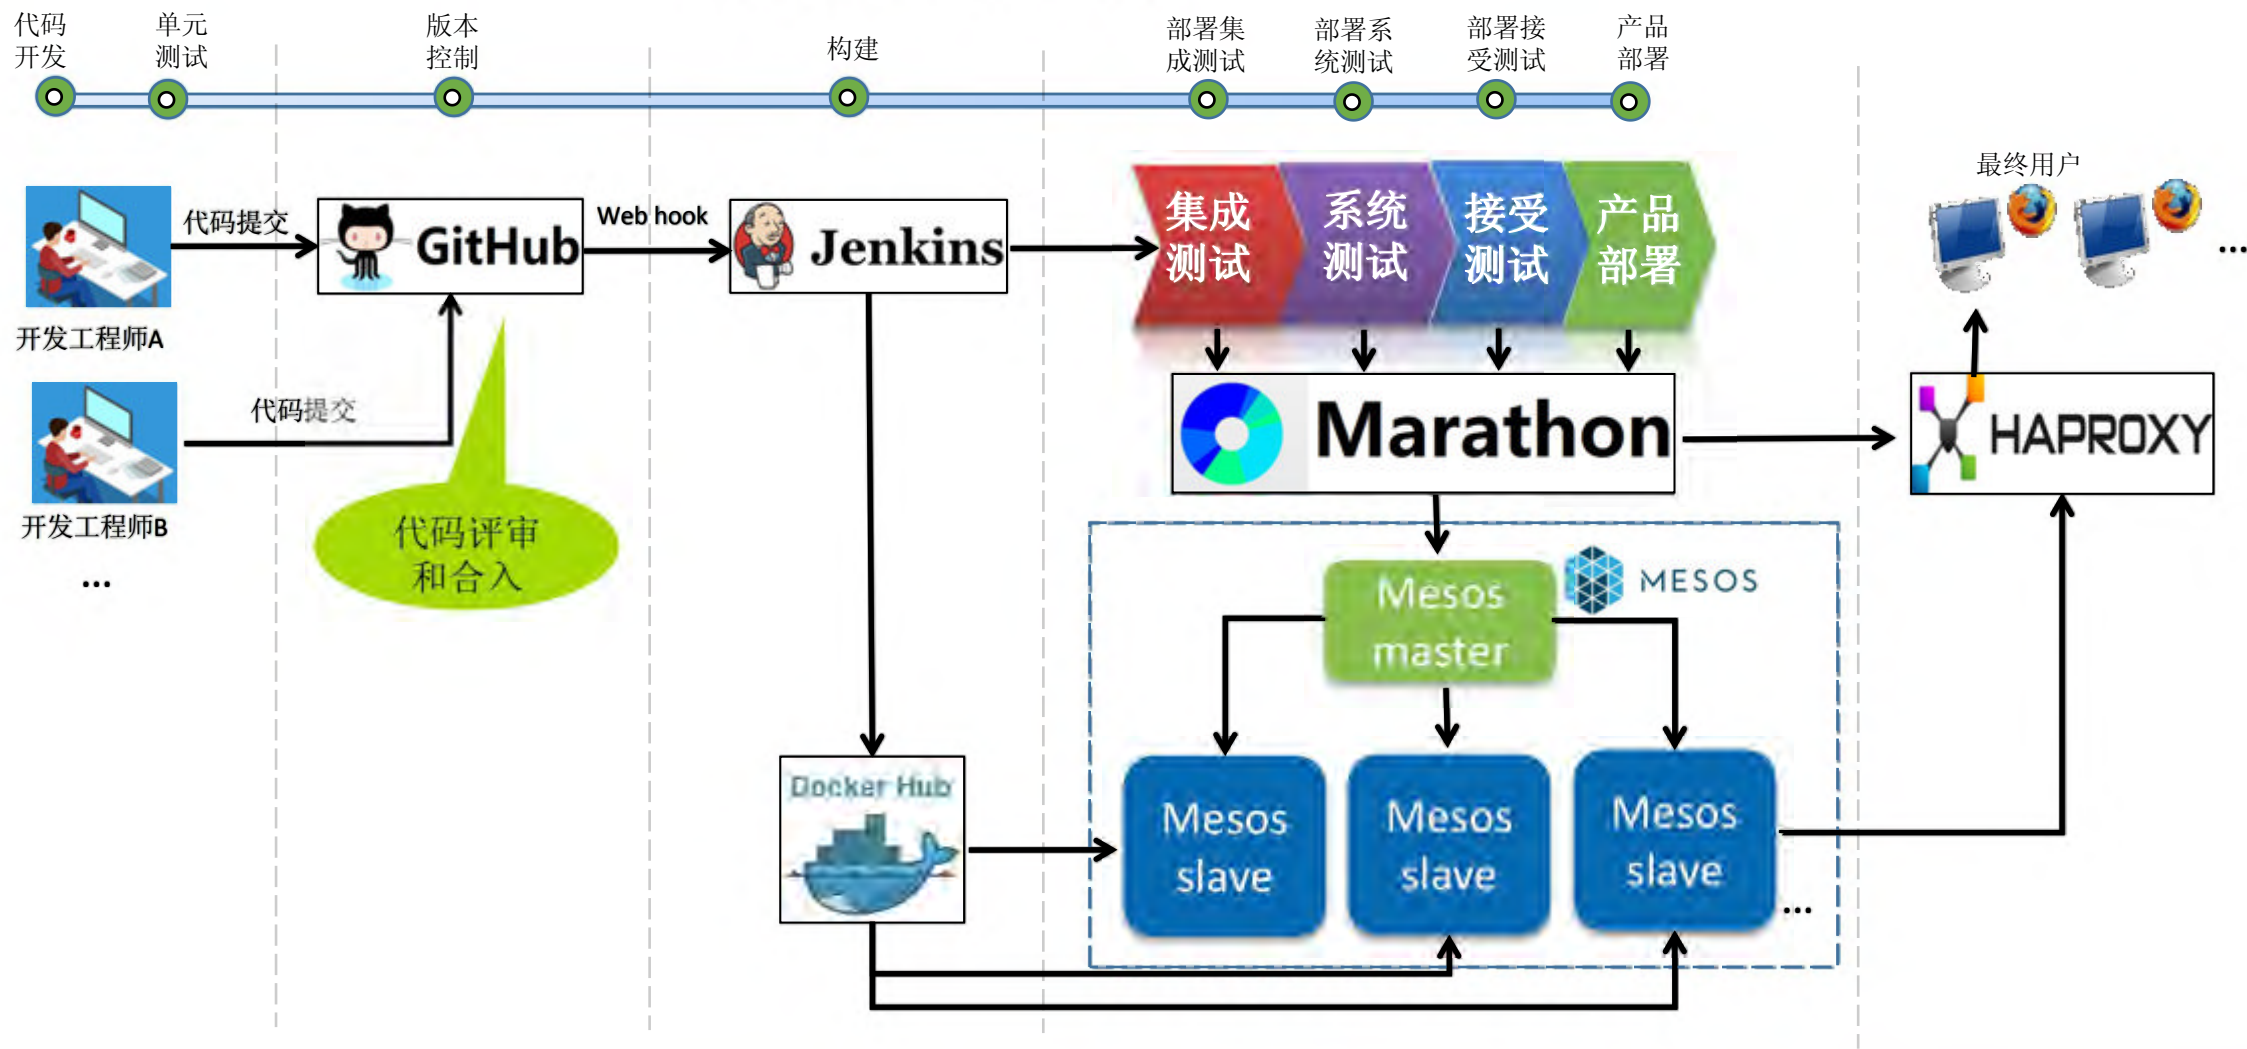 代码
开发
单元
测试
版本
控制
构建
部署集
成测试
部署系
统测试
部署接
受测试
产品
部署
开发工程师A
代码提交
GitHub
Web hook
Jenkins
集成
测试
系统
测试
接受
测试
产品
部署
最终用户
...
开发工程师B
代码提交
...
代码评审
和合入
Marathon
HAPROXY
Mesos
master
MESOS
Docker Hub
Mesos
slave
Mesos
slave
Mesos
slave
...